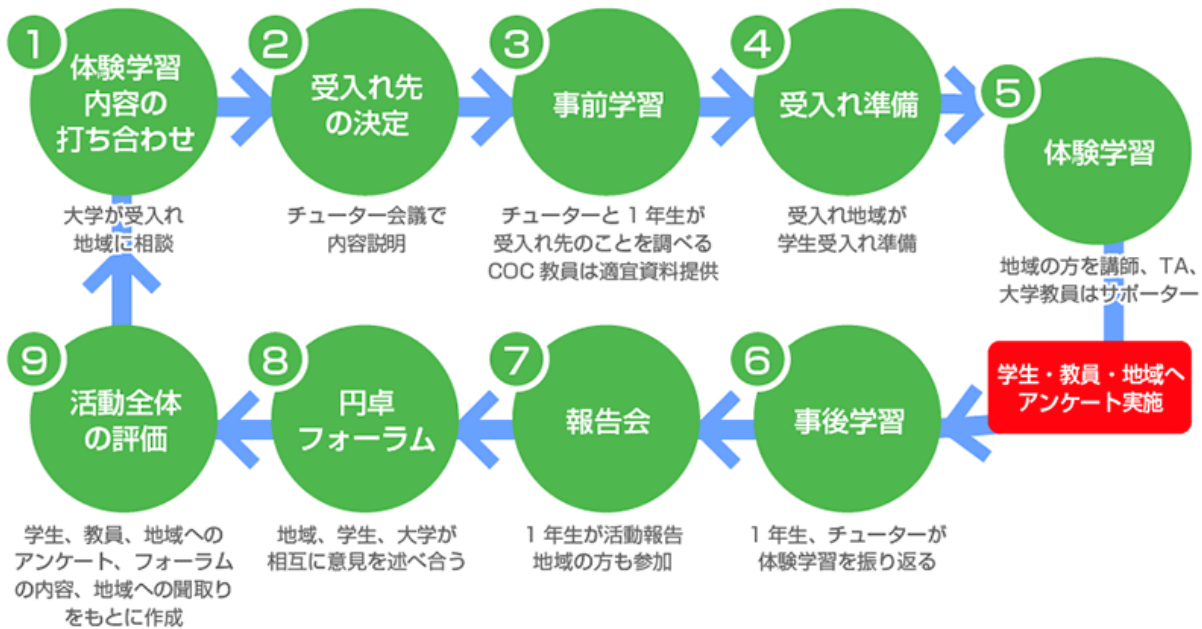 1
体験学習
内容の
打ち合わせ
大学が受入れ
地域に相談
2
受入れ先
の決定
チューター会議で
内容説明
3
事前学習
チューターと1年生が
受入れ先のことを調べる
COC教員は適宜資料提供
4
受入れ準備
受入れ地域が
学生受入れ準備
5
体験学習
地域の方を講師、TA、
大学教員はサポーター
学生・教員・地域へ
アンケート実施
6
事後学習
1年生、チューターが
体験学習を振り返る
7
報告会
1年生が活動報告
地域の方も参加
8
円卓
フォーラム
地域、学生、大学が
相互に意見を述べ合う
9
活動全体
の評価
学生、教員、地域への
アンケート、フォーラム
の内容、地域への聞取り
をもとに作成